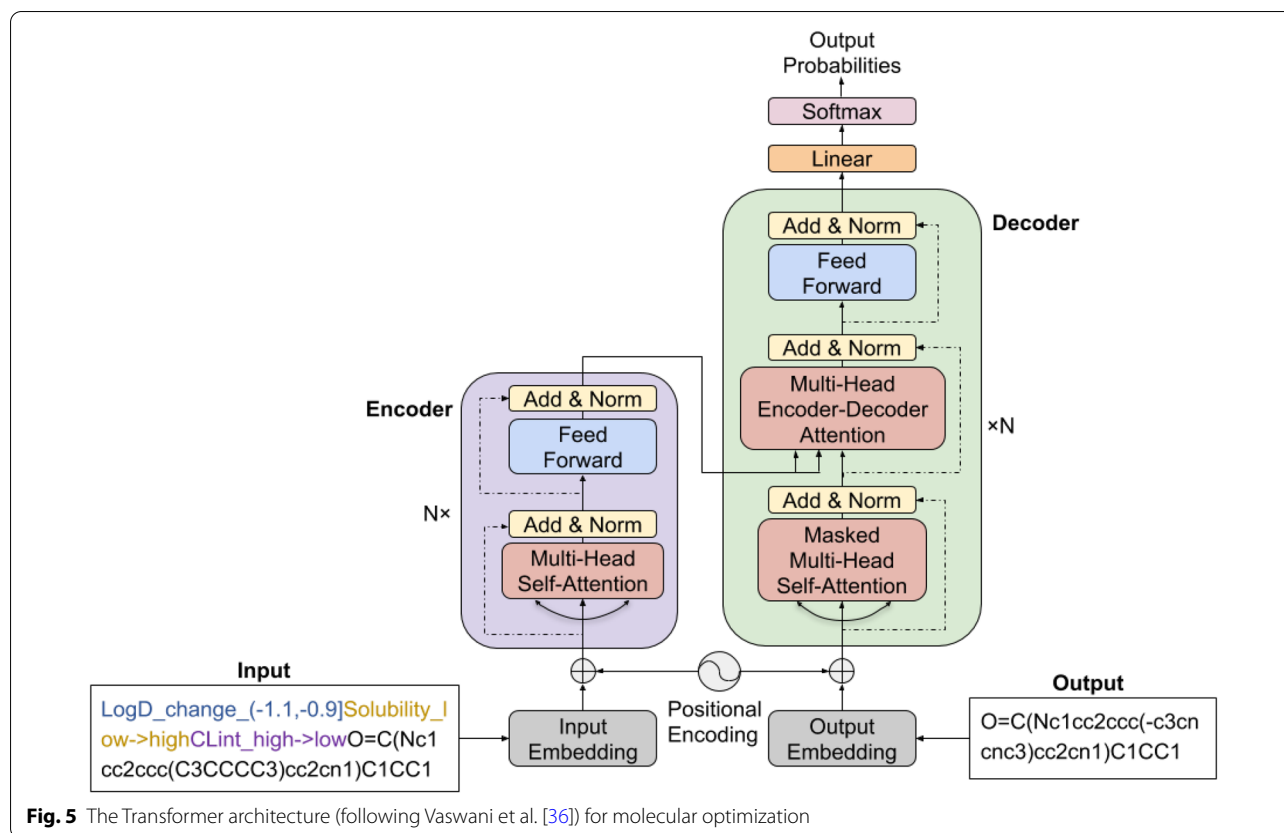 Output
Probabilities
Softmax
Linear
Decoder
Add & Norm
Feed
Forward
Add & Norm
Multi-Head
Encoder-Decoder
Attention
×N
Add & Norm
Masked
Multi-Head
Self-Attention
Encoder
Add & Norm
Feed
Forward
N×
Add & Norm
Multi-Head
Self-Attention
Input
LogD_change_(-1.1,-0.9]Solubility_l
ow->highCLint_high->lowO=C(Nc1
cc2ccc(C3CCCC3)cc2cn1)C1CC1
Input
Embedding
Positional
Encoding
Output
Embedding
Output
O=C(Nc1cc2ccc(-c3cn
cnc3)cc2cn1)C1CC1
Fig. 5 The Transformer architecture (following Vaswani et al. [36]) for molecular optimization